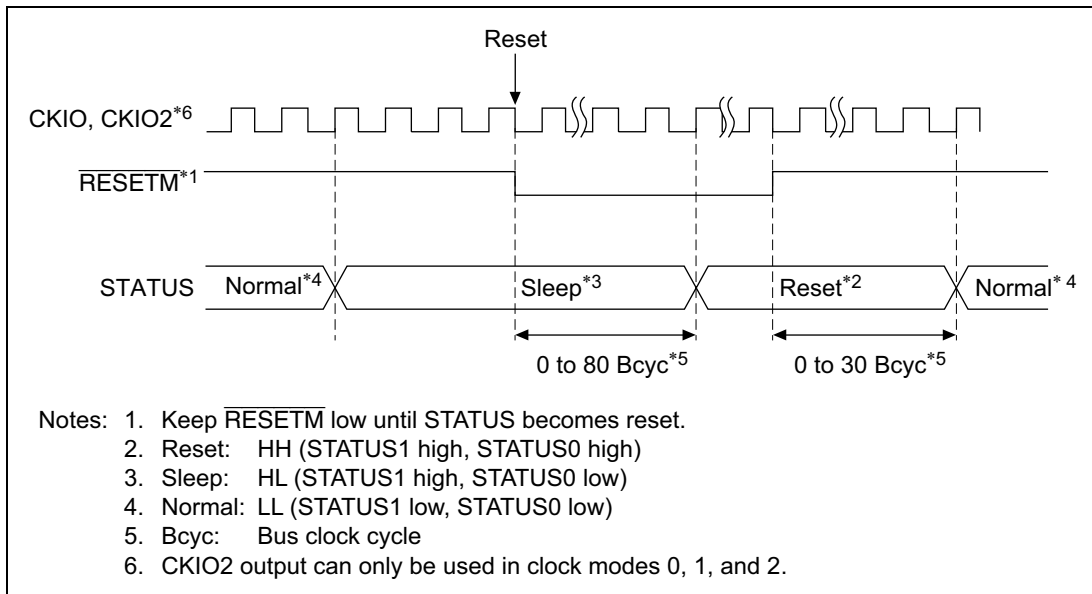 Reset
CKIO, CKIO2*6
RESETM*1
STATUS Normal*4 Sleep*3 Reset*2 Normal* 4
0 to 80 Bcyc*5 0 to 30 Bcyc*5
Notes: 1. Keep RESETM low until STATUS becomes reset.
2. Reset: HH (STATUS1 high, STATUS0 high)
3. Sleep: HL (STATUS1 high, STATUS0 low)
4. Normal: LL (STATUS1 low, STATUS0 low)
5. Bcyc: Bus clock cycle
6. CKIO2 output can only be used in clock modes 0, 1, and 2.